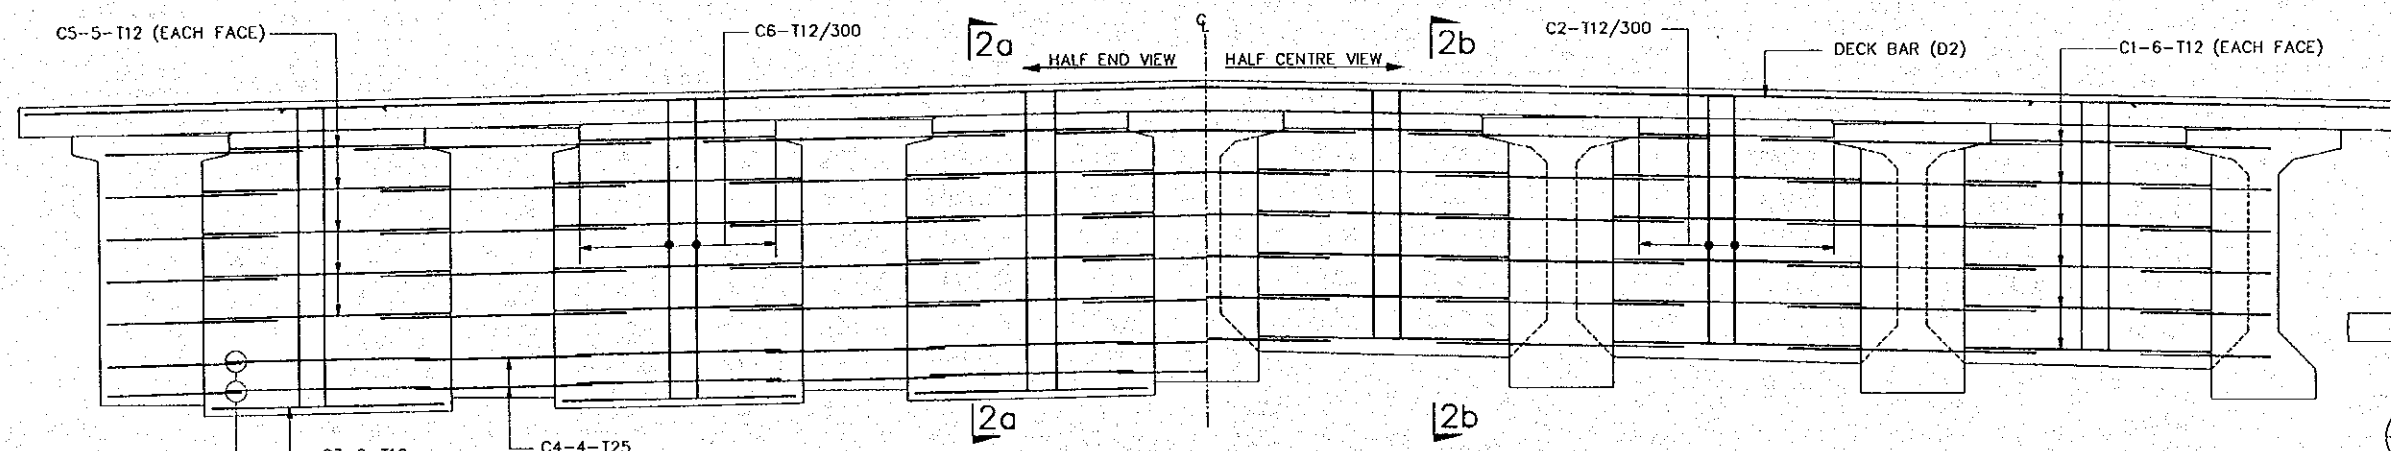 C5-5-T12 (EACH FACE)
C6-T12/300
2a
℄
2b
C2-T12/300
DECK BAR (D2)
C1-6-T12 (EACH FACE)
HALF END VIEW
HALF CENTRE VIEW
2a
2b
C4-4-T25